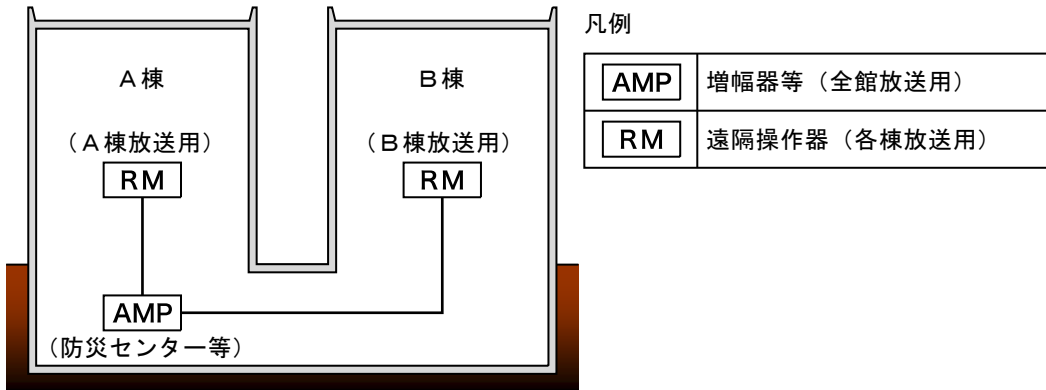 凡例
A棟
B棟
AMP 増幅器等（全館放送用）
（A棟放送用）
（B棟放送用）
RM 遠隔操作器（各棟放送用）
RM
RM
AMP
（防災センター等）